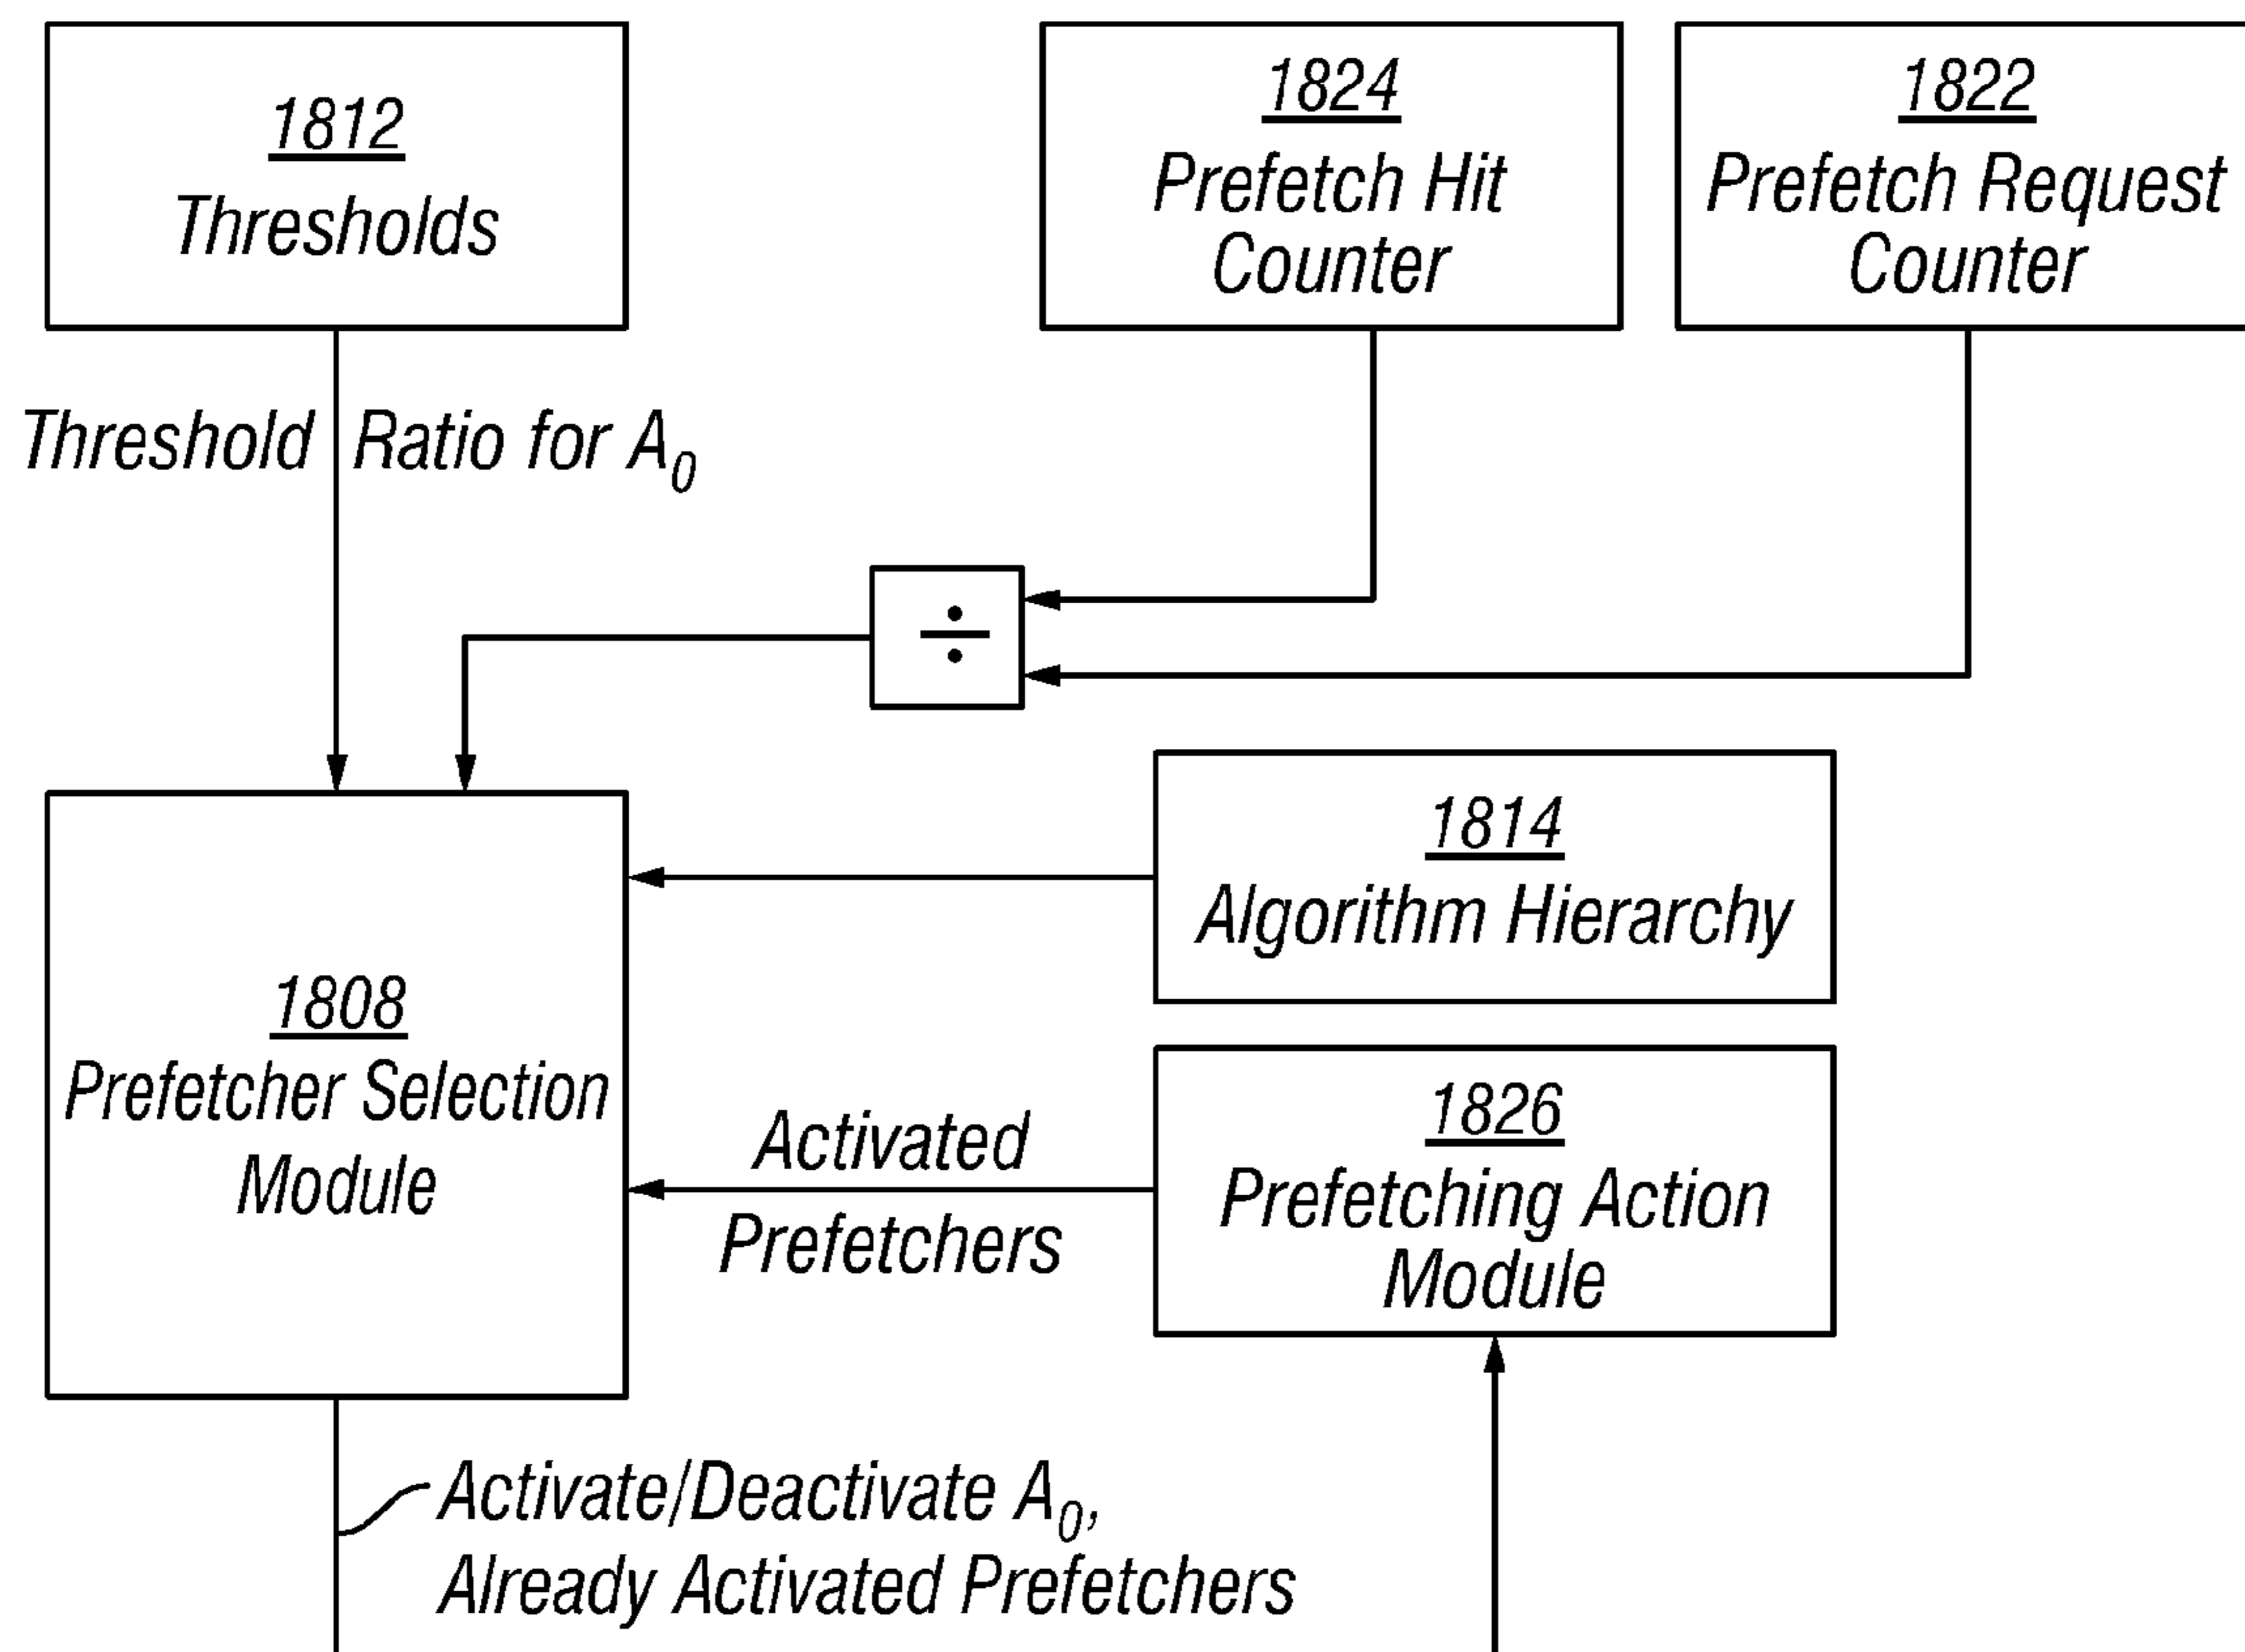 1812
Thresholds
1824
Prefetch Hit
Counter
1822
Prefetch Request
Counter
Threshold Ratio for A0
÷
1814
Algorithm Hierarchy
1808
Prefetcher Selection
Module
Activated
Prefetchers
1826
Prefetching Action
Module
Activate/Deactivate A0,
Already Activated Prefetchers